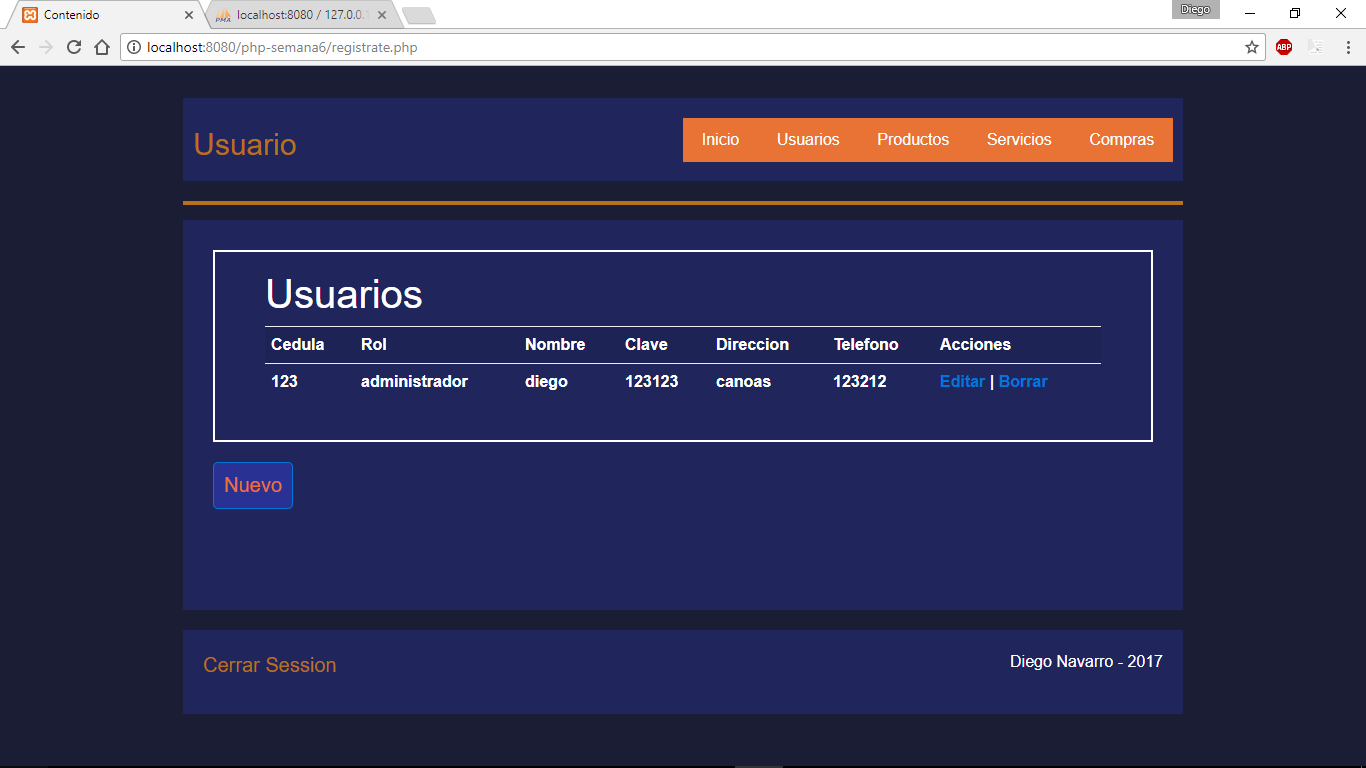 Contenido
localhost:8080 / 127.0.0.1
Diego
localhost:8080/php-semana6/registrate.php
ABP
Usuario
Inicio Usuarios Productos Servicios Compras
Usuarios
Cedula Rol Nombre Clave Direccion Telefono Acciones
123 administrador diego 123123 canoas 123212 Editar | Borrar
Nuevo
Cerrar Session
Diego Navarro - 2017